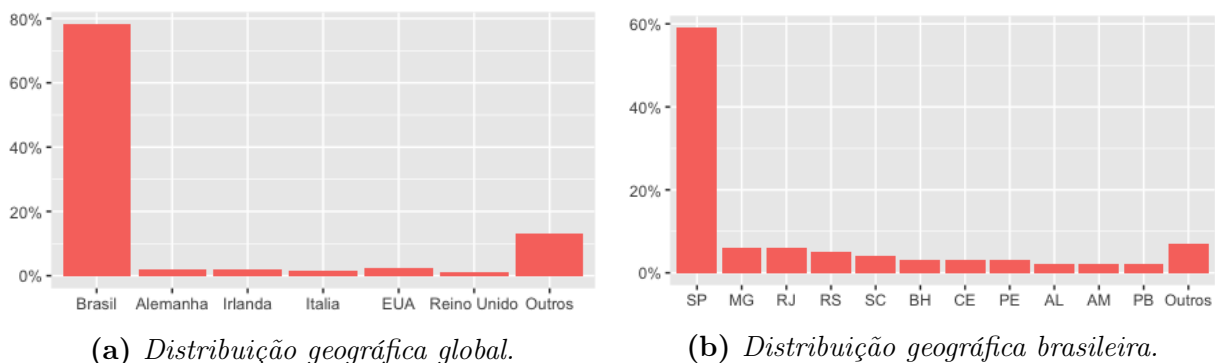 80%
60%
40%
20%
0%
Brasil Alemanha Irlanda Italia EUA Reino Unido Outros
(a) Distribuição geográfica global.
60%
40%
20%
0%
SP MG RJ RS SC BH CE PE AL AM PB Outros
(b) Distribuição geográfica brasileira.